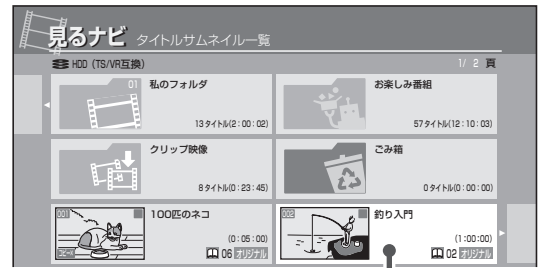 見るナビ タイトルサムネイル一覧
HDD (TS/VR互換) 1/ 2 頁
01 私のフォルダ
13タイトル(2:00:02)
お楽しみ番組
57タイトル(12:10:03)
クリップ映像
8タイトル(0:23:45)
ごみ箱
0タイトル(0:00:00)
001 100匹のネコ
(0:05:00)
06 オリジナル
002 釣り入門
(1:00:00)
02 オリジナル